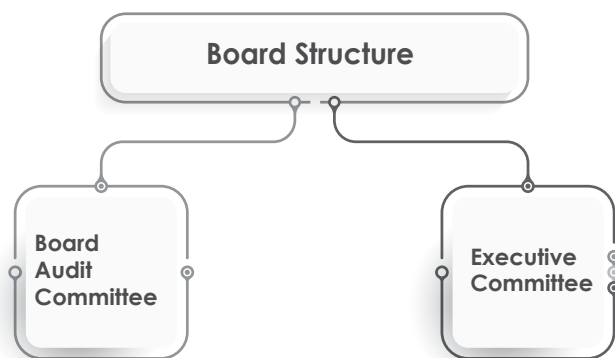 Board Structure
Board
Audit
Committee
Executive
Committee